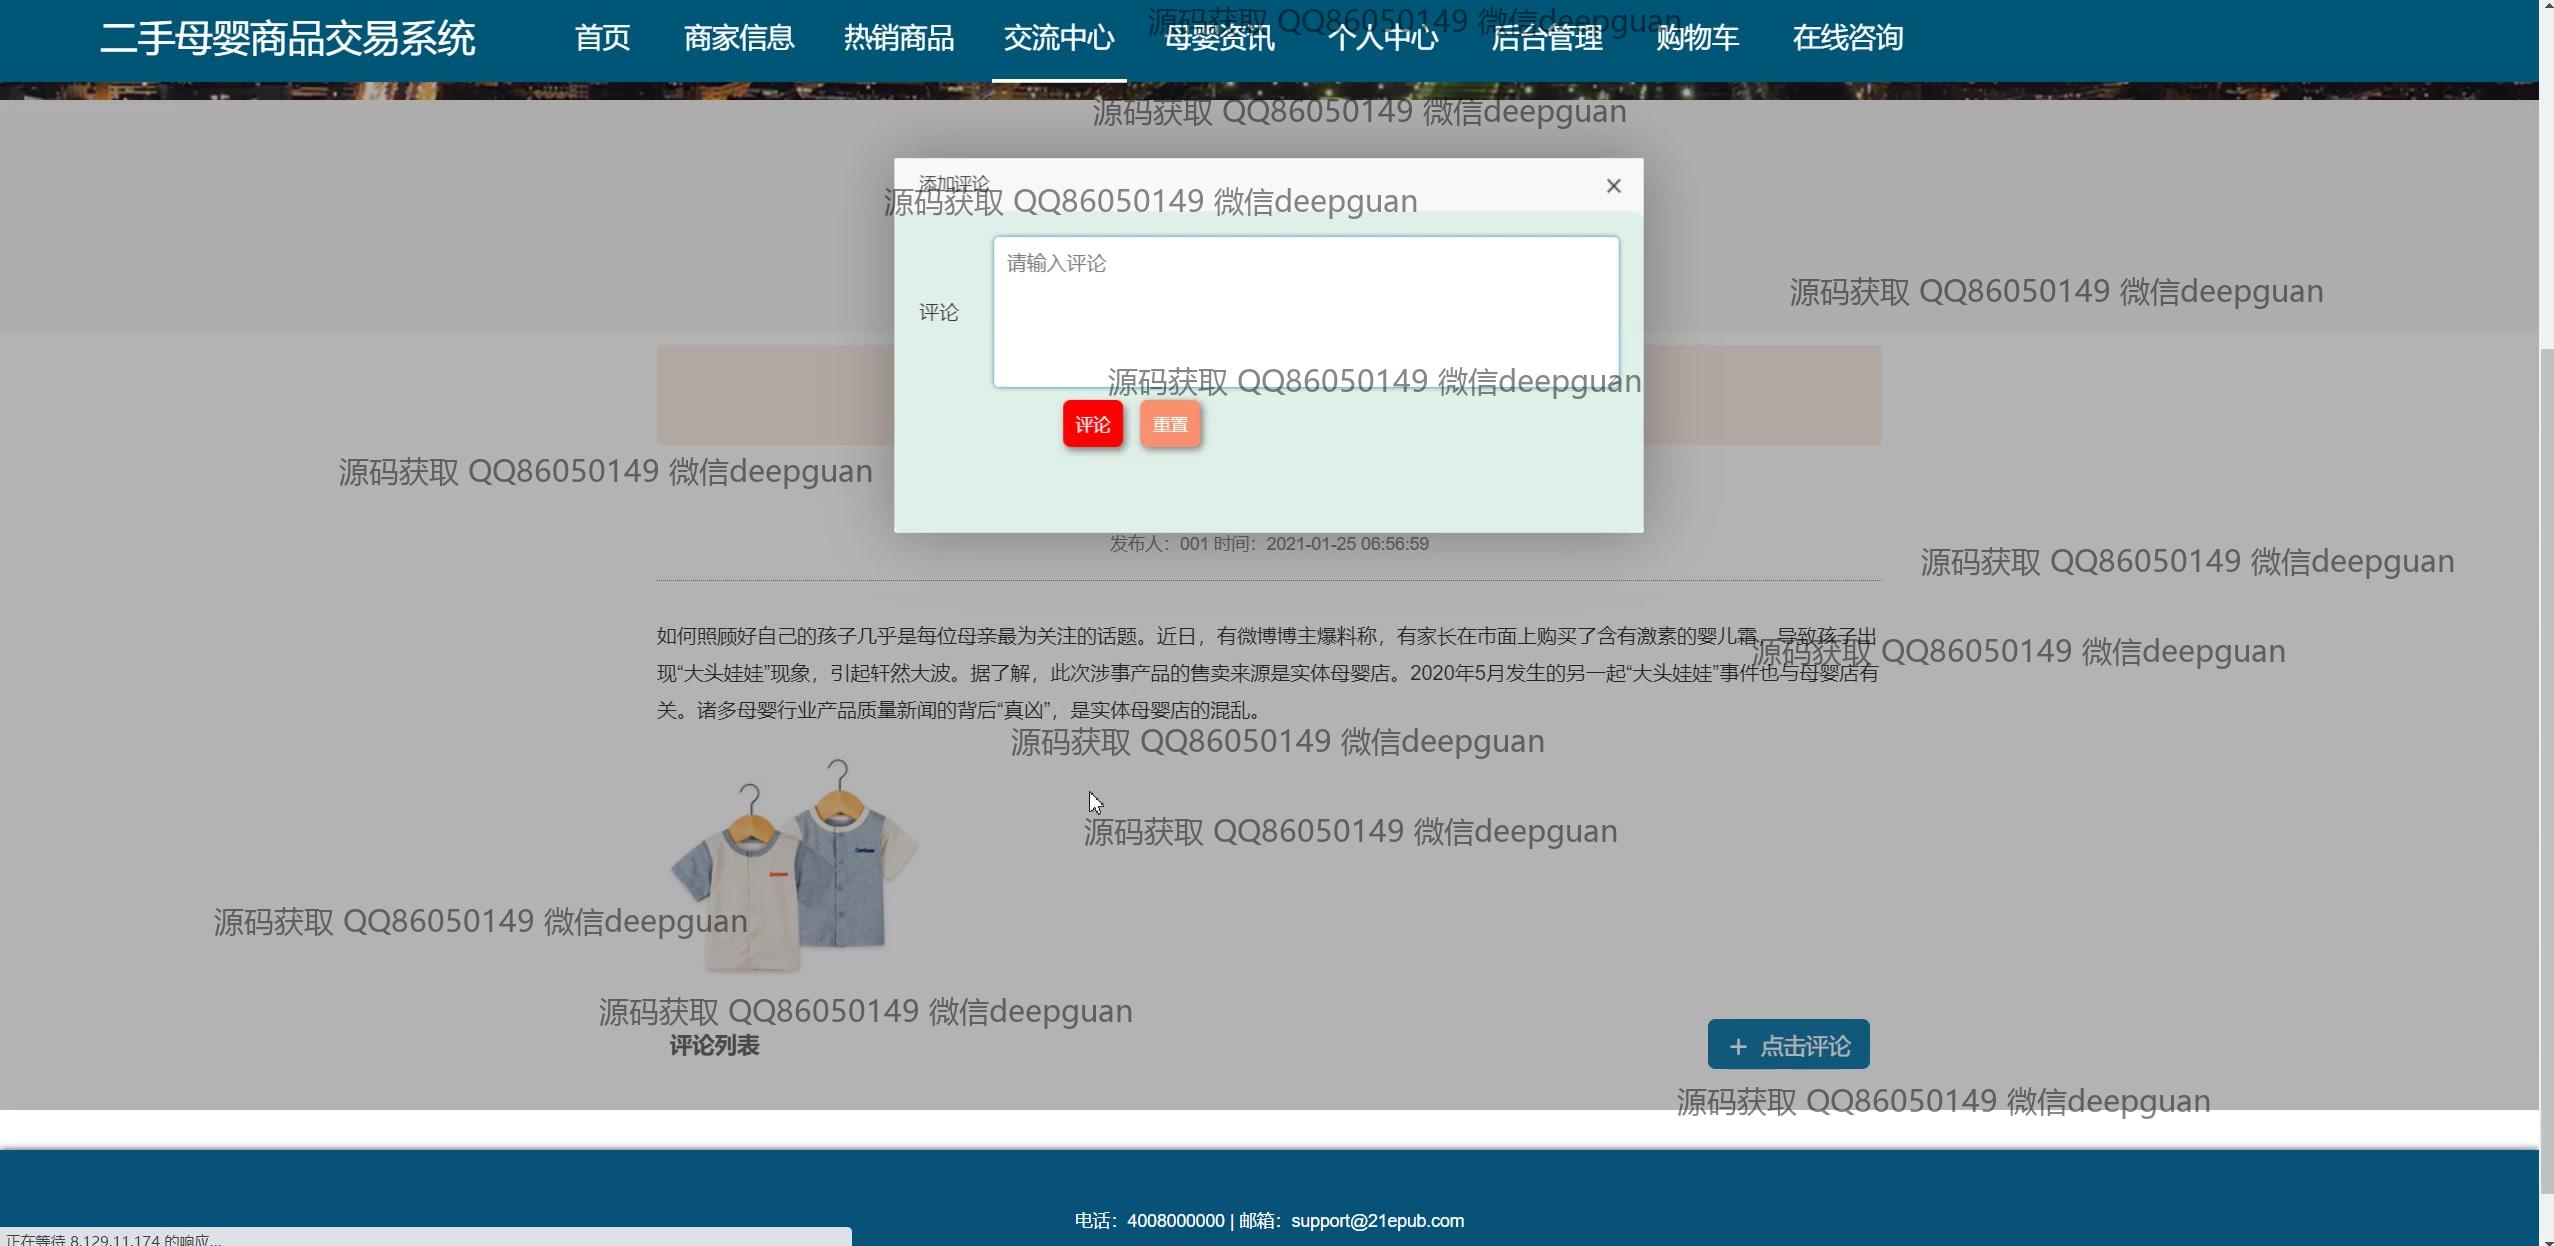 二手母婴商品交易系统 首页 商家信息 热销商品 交流中心 母婴资讯 个人中心 后台管理 购物车 在线咨询
源码获取 QQ86050149 微信deepguan
源码获取 QQ86050149 微信deepguan
添加评论 ×
源码获取 QQ86050149 微信deepguan
请输入评论
源码获取 QQ86050149 微信deepguan
评论
源码获取 QQ86050149 微信deepguan
评论 重置
源码获取 QQ86050149 微信deepguan
发布人：001 时间：2021-01-25 06:56:59
源码获取 QQ86050149 微信deepguan
如何照顾好自己的孩子几乎是每位母亲最为关注的话题。近日，有微博博主爆料称，有家长在市面上购买了含有激素的婴儿霜，导致孩子出
源码获取 QQ86050149 微信deepguan
现“大头娃娃”现象，引起轩然大波。据了解，此次涉事产品的售卖来源是实体母婴店。2020年5月发生的另一起“大头娃娃”事件也与母婴店有
关。诸多母婴行业产品质量新闻的背后“真凶”，是实体母婴店的混乱。
源码获取 QQ86050149 微信deepguan
源码获取 QQ86050149 微信deepguan
源码获取 QQ86050149 微信deepguan
源码获取 QQ86050149 微信deepguan
评论列表 + 点击评论
源码获取 QQ86050149 微信deepguan
电话：4008000000 | 邮箱：support@21epub.com
正在等待 8.129.11.174 的响应...